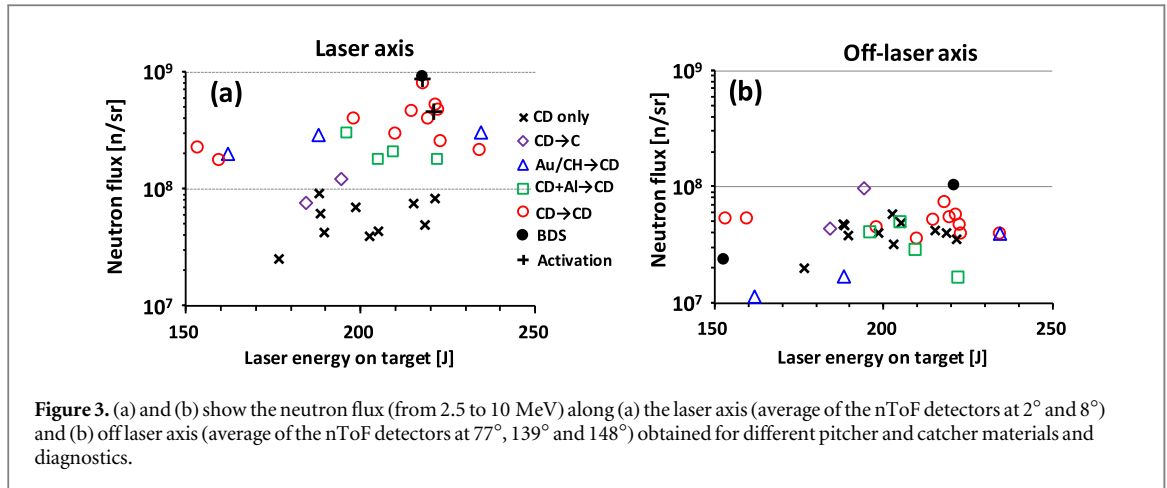 Laser axis
Off-laser axis
(a)
(b)
Neutron flux [n/sr]
10⁹
10⁸
10⁷
150
200
250
Laser energy on target [J]
CD only
CD→C
Au/CH→CD
CD+Al→CD
CD→CD
BDS
Activation
Neutron flux [n/sr]
10⁹
10⁸
10⁷
150
200
250
Laser energy on target [J]
Figure 3. (a) and (b) show the neutron flux (from 2.5 to 10 MeV) along (a) the laser axis (average of the nToF detectors at 2° and 8°)
and (b) off laser axis (average of the nToF detectors at 77°, 139° and 148°) obtained for different pitcher and catcher materials and
diagnostics.